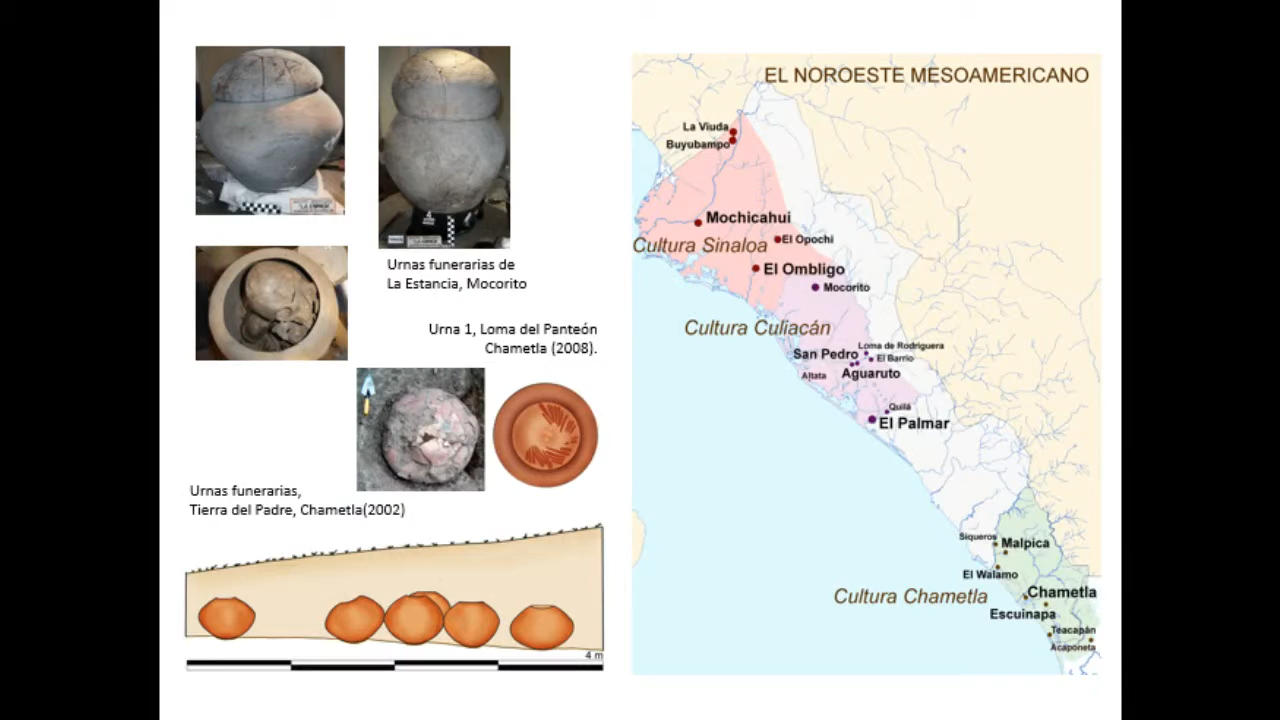 Urnas funerarias de
La Estancia, Mocorito
Urna 1, Loma del Panteón
Chametla (2008).
Urnas funerarias,
Tierra del Padre, Chametla(2002)
4 m
EL NOROESTE MESOAMERICANO
La Viuda
Buyubampo
Mochicahui
El Opochi
Cultura Sinaloa
El Ombligo
Mocorito
Cultura Culiacán
Loma de Rodriguera
San Pedro
El Barrio
Altata
Aguaruto
Quilá
El Palmar
Siqueros
Malpica
El Walamo
Cultura Chametla
Chametla
Escuinapa
Teacapán
Acaponeta